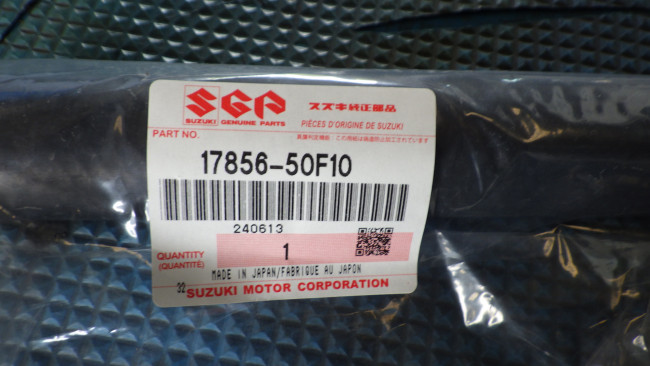 SGP スズキ純正部品
SUZUKI GENUINE PARTS PIÈCES D'ORIGINE DE SUZUKI
PART NO.
17856-50F10
240613
QUANTITY 1
(QUANTITÉ)
MADE IN JAPAN/FABRIQUE AU JAPON
32 SUZUKI MOTOR CORPORATION